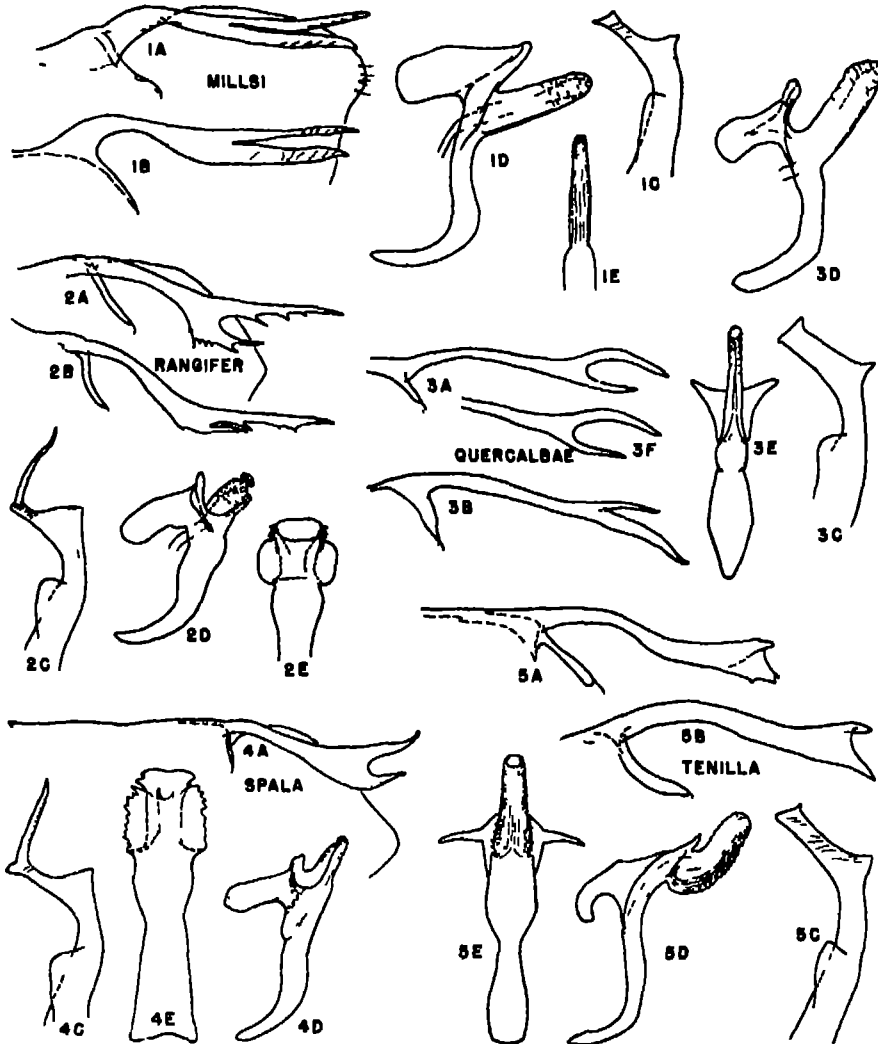 1A
MILLSI
1B
1D
1E
1C
3D
2A
RANGIFER
2B
2C
2D
2E
3A
QUERCALBAE
3F
3B
3E
3C
5A
4A
SPALA
5B
TENILLA
4C
4E
4D
5E
5D
5C